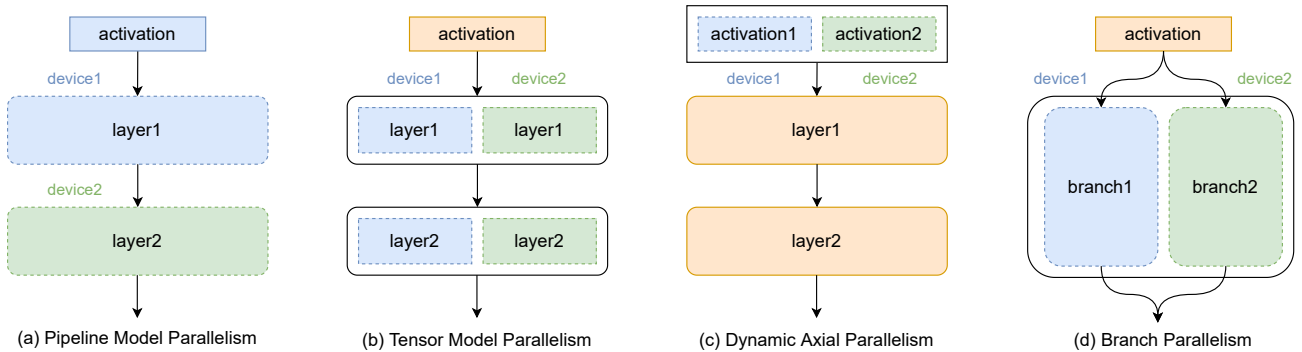 activation
device1
layer1
device2
layer2
(a) Pipeline Model Parallelism
activation
device1 device2
layer1 layer1
layer2 layer2
(b) Tensor Model Parallelism
activation1 activation2
device1 device2
layer1
layer2
(c) Dynamic Axial Parallelism
activation
device1 device2
branch1 branch2
(d) Branch Parallelism